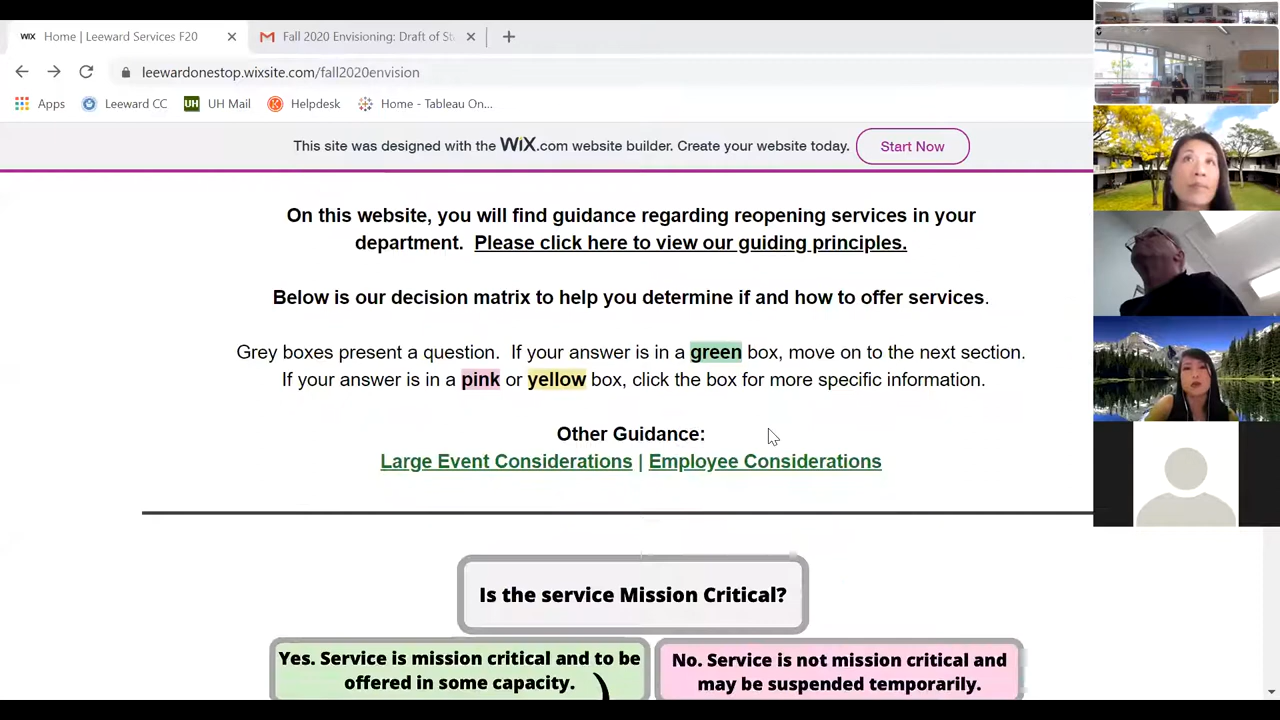 Home | Leeward Services F20
Fall 2020 Envisioning: Draft of St
leewardonestop.wixsite.com/fall2020envision
Apps Leeward CC UH UH Mail Helpdesk Home - Tableau On...
This site was designed with the WiX.com website builder. Create your website today. Start Now
On this website, you will find guidance regarding reopening services in your
department. Please click here to view our guiding principles.
Below is our decision matrix to help you determine if and how to offer services.
Grey boxes present a question. If your answer is in a green box, move on to the next section.
If your answer is in a pink or yellow box, click the box for more specific information.
Other Guidance:
Large Event Considerations | Employee Considerations
Is the service Mission Critical?
Yes. Service is mission critical and to be
offered in some capacity.
No. Service is not mission critical and
may be suspended temporarily.